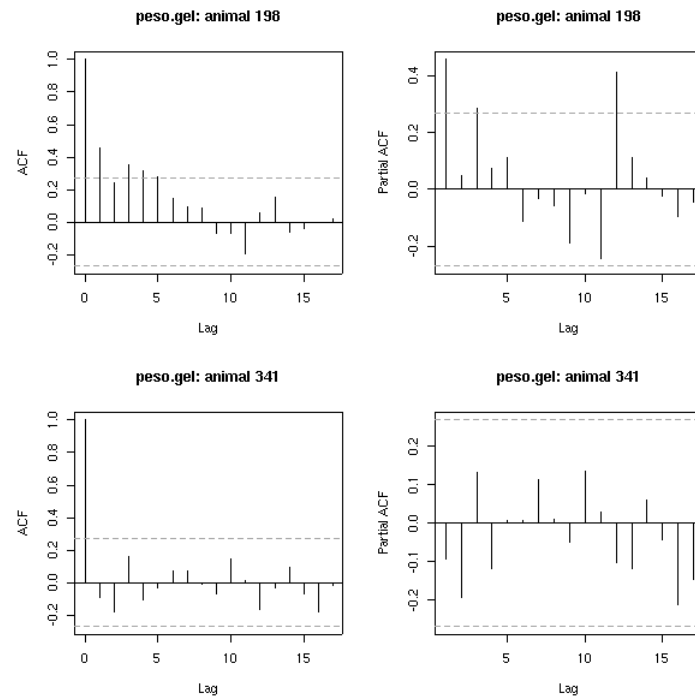 peso.gel: animal 198
ACF
-0.2 0.0 0.2 0.4 0.6 0.8 1.0
0 5 10 15
Lag
peso.gel: animal 198
Partial ACF
-0.2 0.0 0.2 0.4
5 10 15
Lag
peso.gel: animal 341
ACF
-0.2 0.0 0.2 0.4 0.6 0.8 1.0
0 5 10 15
Lag
peso.gel: animal 341
Partial ACF
-0.2 -0.1 0.0 0.1 0.2
5 10 15
Lag